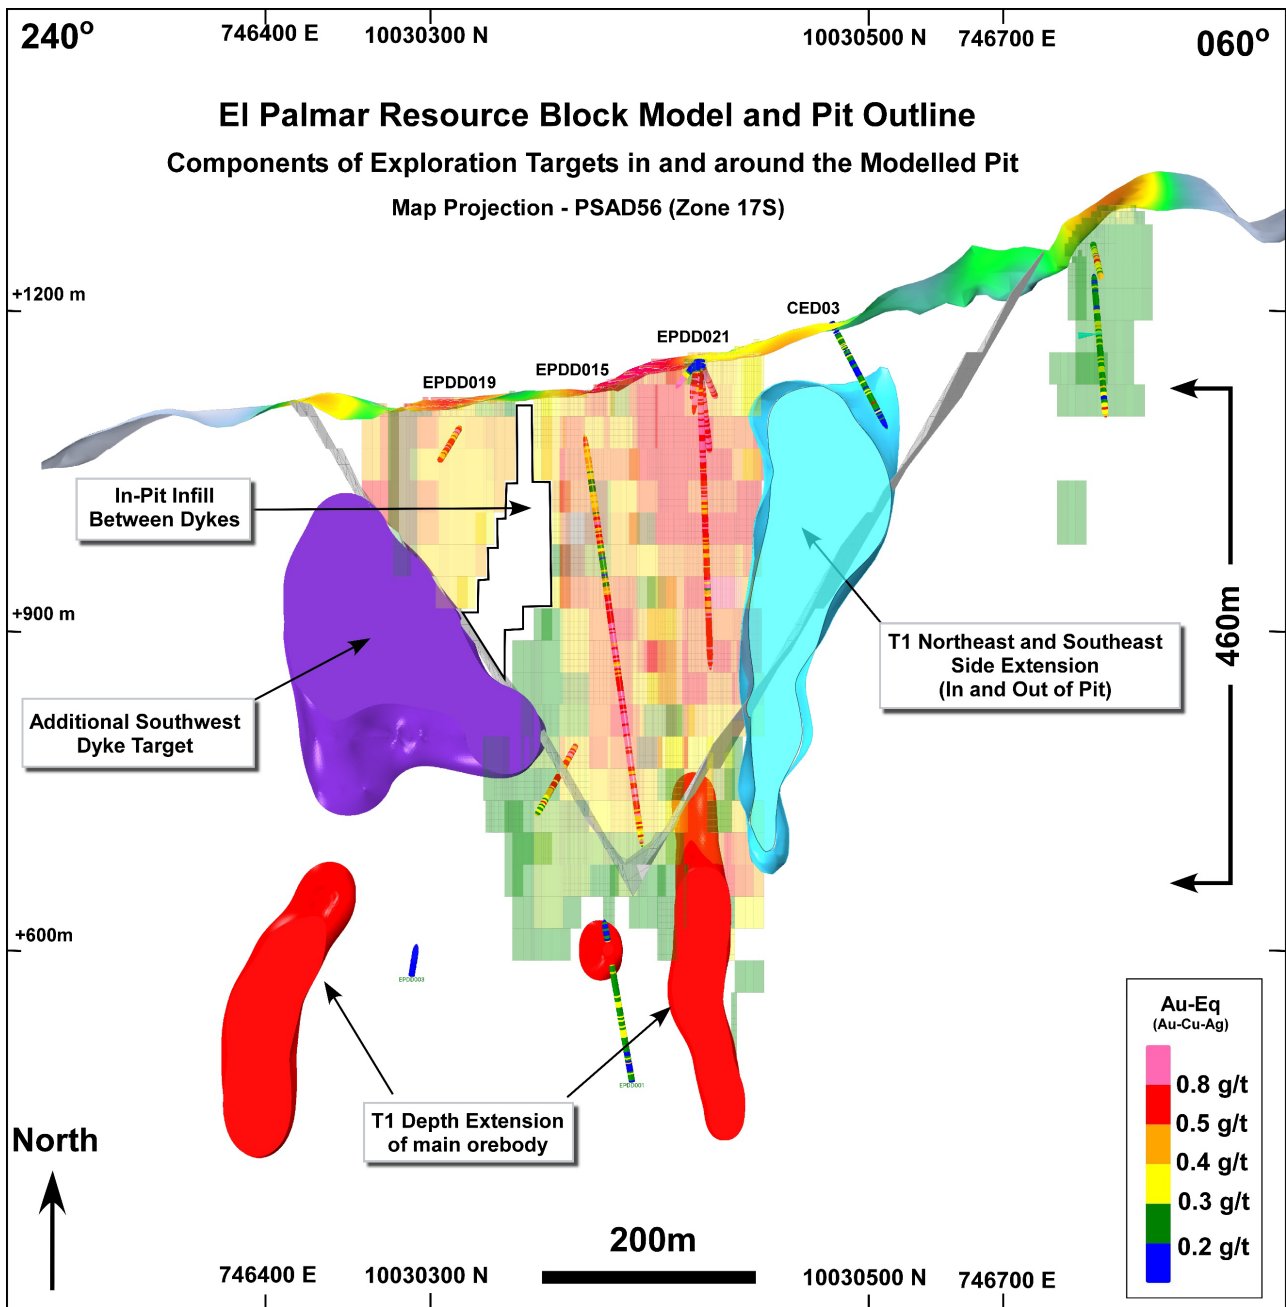 240º
746400 E
10030300 N
10030500 N
746700 E
060º
El Palmar Resource Block Model and Pit Outline
Components of Exploration Targets in and around the Modelled Pit
Map Projection - PSAD56 (Zone 17S)
+1200 m
CED03
EPDD021
EPDD015
EPDD019
In-Pit Infill
Between Dykes
+900 m
460m
T1 Northeast and Southeast
Side Extension
(In and Out of Pit)
Additional Southwest
Dyke Target
+600m
EPDD003
EPDD001
T1 Depth Extension
of main orebody
Au-Eq
(Au-Cu-Ag)
0.8 g/t
0.5 g/t
0.4 g/t
0.3 g/t
0.2 g/t
North
200m
746400 E
10030300 N
10030500 N
746700 E